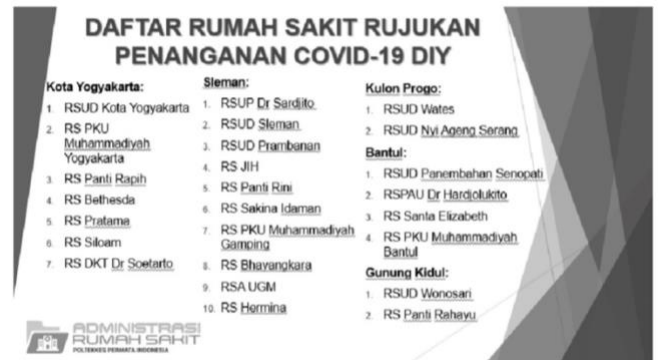 DAFTAR RUMAH SAKIT RUJUKAN
PENANGANAN COVID-19 DIY
Kota Yogyakarta:
1. RSUD Kota Yogyakarta
2. RS PKU
Muhammadiyah
Yogyakarta
3. RS Panti Rapih
4. RS Bethesda
5. RS Pratama
6. RS Siloam
7. RS DKT Dr Soetarto
Sleman:
1. RSUP Dr Sardjito
2. RSUD Sleman
3. RSUD Prambanan
4. RS JIH
5. RS Panti Rini
6. RS Sakina Idaman
7. RS PKU Muhammadiyah
Gamping
8. RS Bhayangkara
9. RSA UGM
10. RS Hermina
Kulon Progo:
1. RSUD Wates
2. RSUD Nyi Ageng Serang
Bantul:
1. RSUD Panembahan Senopati
2. RSPAU Dr Hardjolukito
3. RS Santa Elizabeth
4. RS PKU Muhammadiyah
Bantul
Gunung Kidul:
1. RSUD Wonosari
2. RS Panti Rahayu
ADMINISTRASI
RUMAH SAKIT
POLTEKKES PERMATA INDONESIA